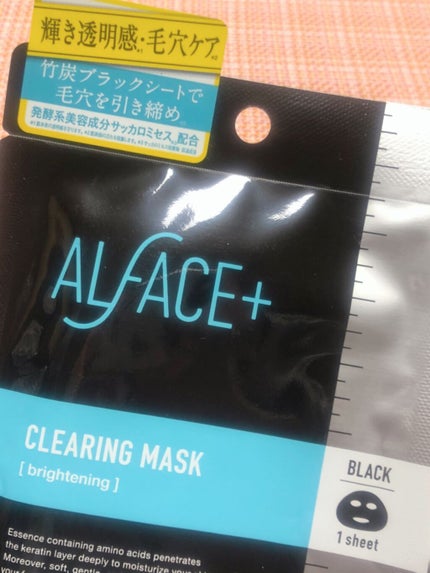 輝き透明感・毛穴ケア
竹炭ブラックシートで
毛穴を引き締め
発酵系美容成分サッカロミセス 配合
ALFACE+
CLEARING MASK
[ brightening ]
BLACK
1 sheet
Essence containing amino acids penetrates
the keratin layer deeply to moisturize your
Moreover, soft, gentle